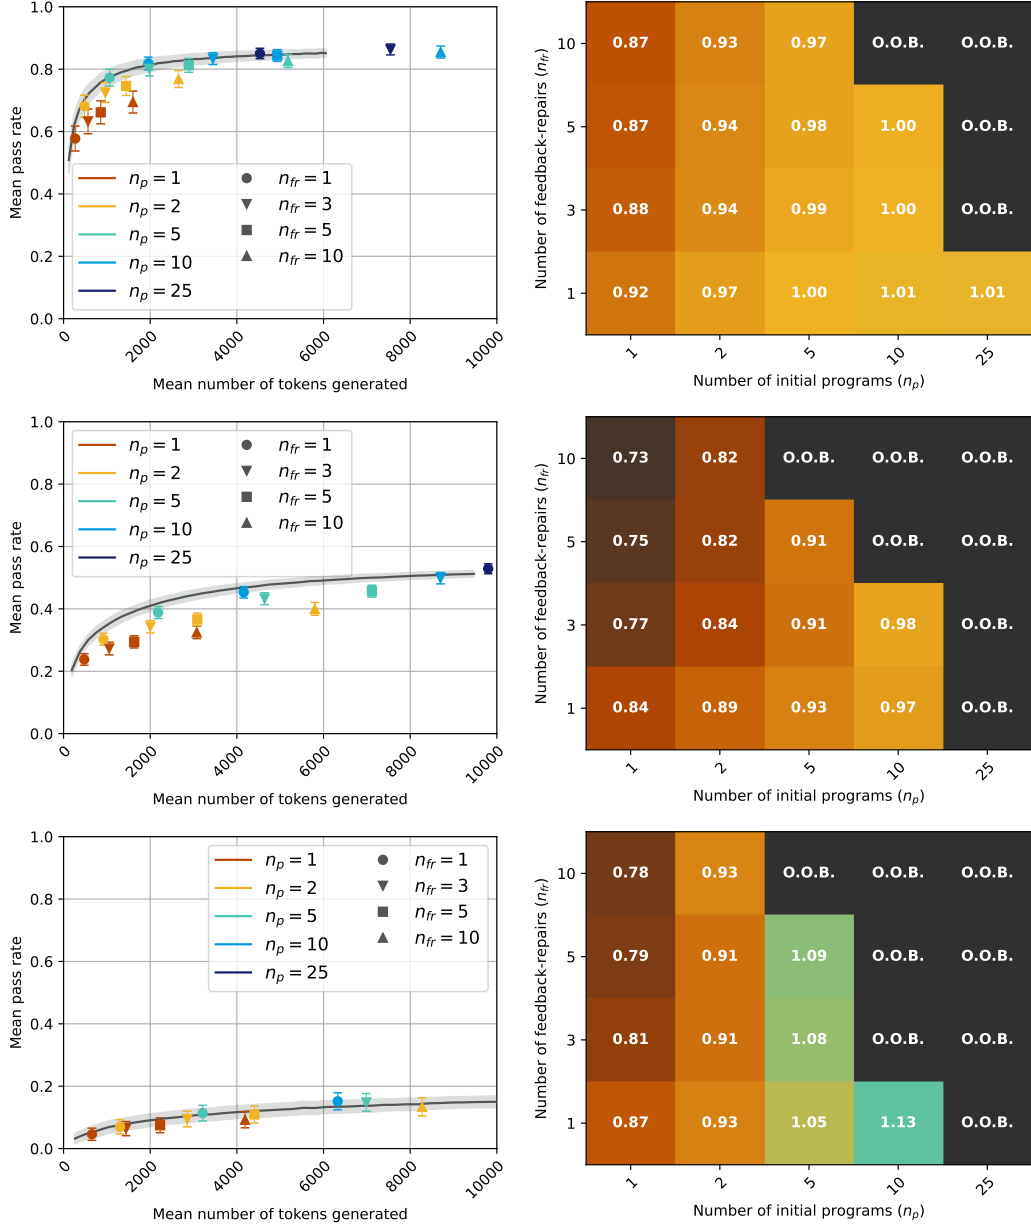 1.0
0.8
0.6
0.4
0.2
0.0
Mean pass rate
n_p = 1
n_p = 2
n_p = 5
n_p = 10
n_p = 25
n_fr = 1
n_fr = 3
n_fr = 5
n_fr = 10
0 2000 4000 6000 8000 10000
Mean number of tokens generated
Number of feedback-repairs (n_fr)
10 0.87 0.93 0.97 O.O.B. O.O.B.
5 0.87 0.94 0.98 1.00 O.O.B.
3 0.88 0.94 0.99 1.00 O.O.B.
1 0.92 0.97 1.00 1.01 1.01
1 2 5 10 25
Number of initial programs (n_p)
1.0
0.8
0.6
0.4
0.2
0.0
Mean pass rate
n_p = 1
n_p = 2
n_p = 5
n_p = 10
n_p = 25
n_fr = 1
n_fr = 3
n_fr = 5
n_fr = 10
0 2000 4000 6000 8000 10000
Mean number of tokens generated
Number of feedback-repairs (n_fr)
10 0.73 0.82 O.O.B. O.O.B. O.O.B.
5 0.75 0.82 0.91 O.O.B. O.O.B.
3 0.77 0.84 0.91 0.98 O.O.B.
1 0.84 0.89 0.93 0.97 O.O.B.
1 2 5 10 25
Number of initial programs (n_p)
1.0
0.8
0.6
0.4
0.2
0.0
Mean pass rate
n_p = 1
n_p = 2
n_p = 5
n_p = 10
n_p = 25
n_fr = 1
n_fr = 3
n_fr = 5
n_fr = 10
0 2000 4000 6000 8000 10000
Mean number of tokens generated
Number of feedback-repairs (n_fr)
10 0.78 0.93 O.O.B. O.O.B. O.O.B.
5 0.79 0.91 1.09 O.O.B. O.O.B.
3 0.81 0.91 1.08 O.O.B. O.O.B.
1 0.87 0.93 1.05 1.13 O.O.B.
1 2 5 10 25
Number of initial programs (n_p)